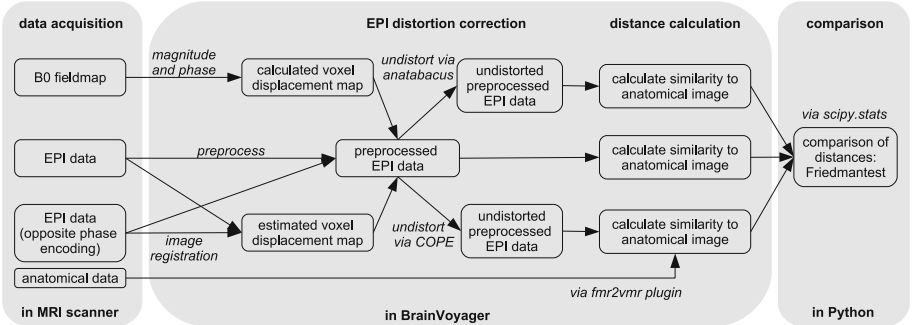 data acquisition
EPI distortion correction
distance calculation
comparison
B0 fieldmap
magnitude
and phase
calculated voxel
displacement map
undistort via
anatabacus
undistorted
preprocessed
EPI data
calculate similarity to
anatomical image
EPI data
preprocess
preprocessed
EPI data
calculate similarity to
anatomical image
via scipy.stats
comparison of
distances:
Friedmantest
EPI data
(opposite phase
encoding)
image
registration
estimated voxel
displacement map
undistort
via COPE
undistorted
preprocessed
EPI data
calculate similarity to
anatomical image
anatomical data
via fmr2vmr plugin
in MRI scanner
in BrainVoyager
in Python